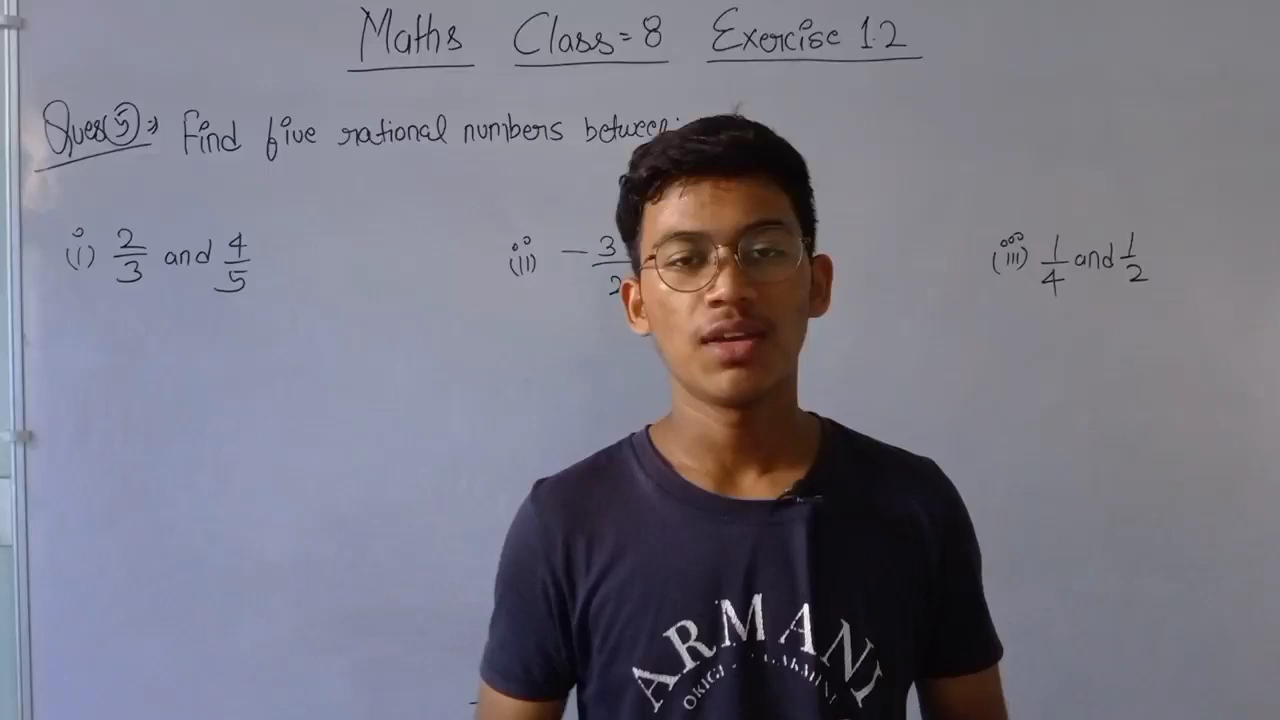 Maths Class=8 Exercise 1.2
Ques(5)⇒ Find five rational numbers between:
(i) 2/3 and 4/5 (ii) -3/2 (iii) 1/4 and 1/2
ARMANI